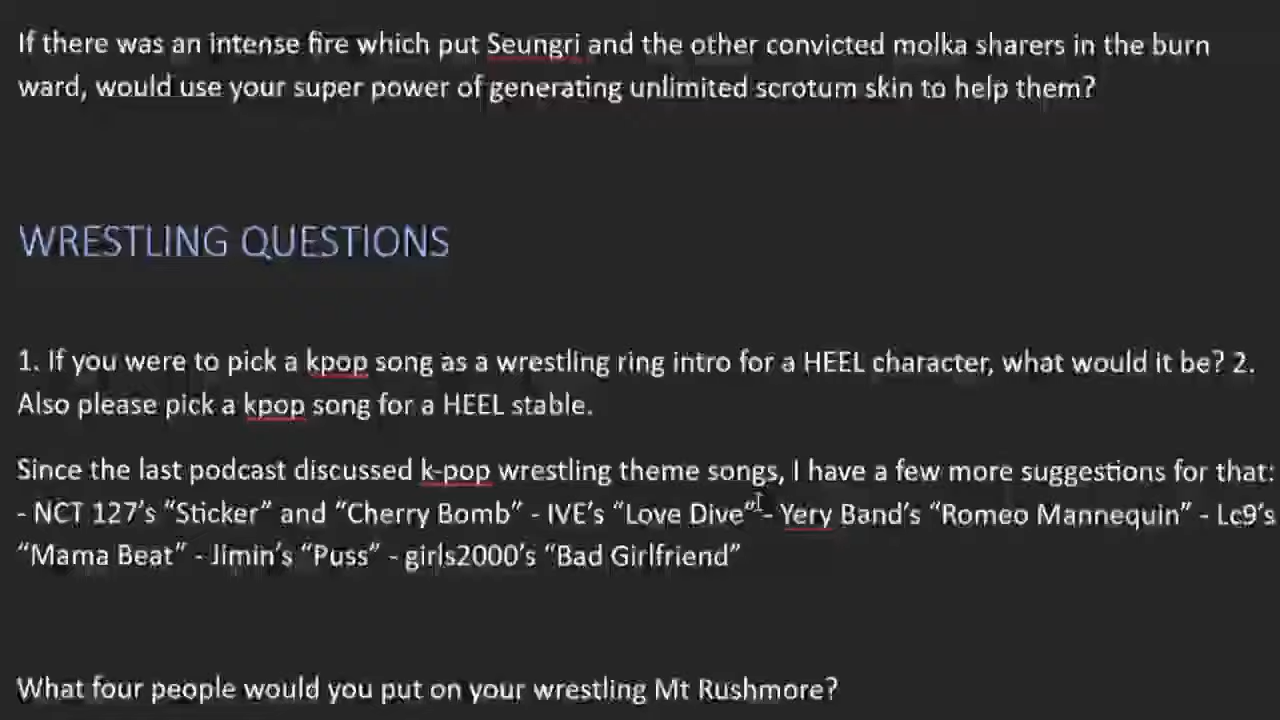 If there was an intense fire which put Seungri and the other convicted molka sharers in the burn
ward, would use your super power of generating unlimited scrotum skin to help them?
WRESTLING QUESTIONS
1. If you were to pick a kpop song as a wrestling ring intro for a HEEL character, what would it be? 2.
Also please pick a kpop song for a HEEL stable.
Since the last podcast discussed k-pop wrestling theme songs, I have a few more suggestions for that:
- NCT 127’s “Sticker” and “Cherry Bomb” - IVE’s “Love Dive” - Yery Band’s “Romeo Mannequin” - Lc9’s
“Mama Beat” - Jimin’s “Puss” - girls2000’s “Bad Girlfriend”
What four people would you put on your wrestling Mt Rushmore?